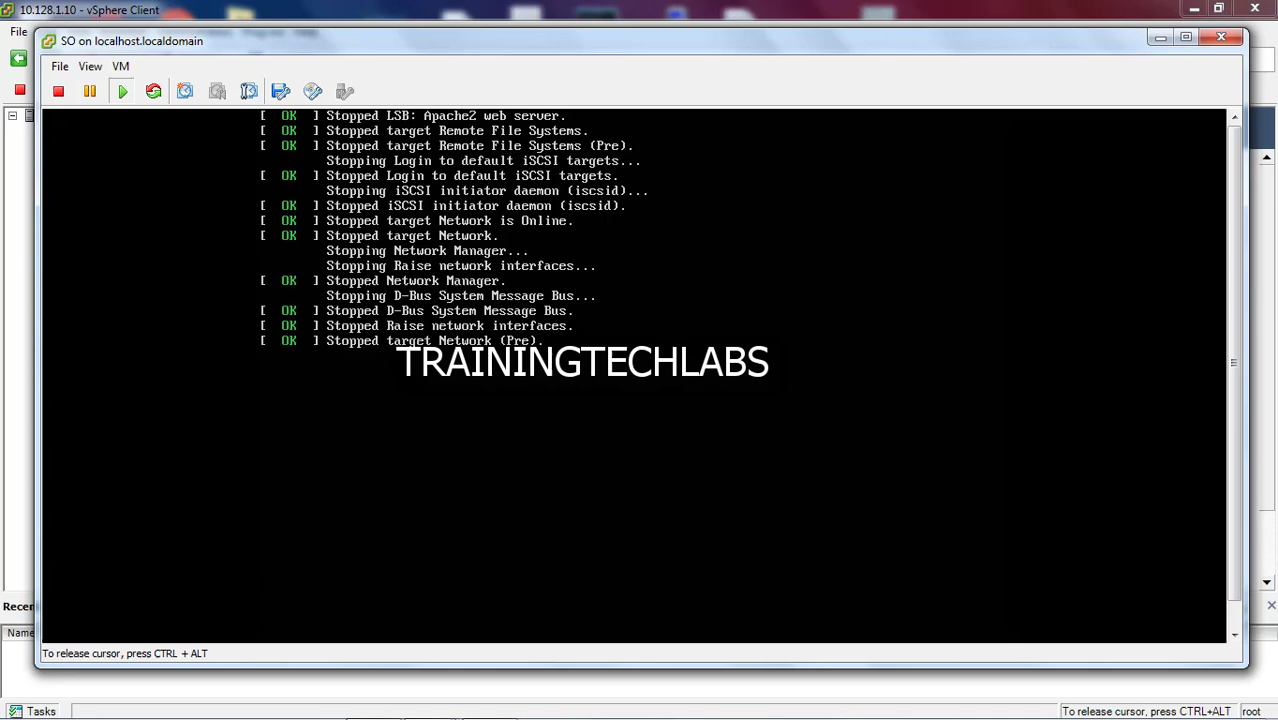 10.128.1.10 - vSphere Client
File
SO on localhost.localdomain
File View VM
[ OK ] Stopped LSB: Apache2 web server.
[ OK ] Stopped target Remote File Systems.
[ OK ] Stopped target Remote File Systems (Pre).
Stopping Login to default iSCSI targets...
[ OK ] Stopped Login to default iSCSI targets.
Stopping iSCSI initiator daemon (iscsid)...
[ OK ] Stopped iSCSI initiator daemon (iscsid).
[ OK ] Stopped target Network is Online.
[ OK ] Stopped target Network.
Stopping Network Manager...
Stopping Raise network interfaces...
[ OK ] Stopped Network Manager.
Stopping D-Bus System Message Bus...
[ OK ] Stopped D-Bus System Message Bus.
[ OK ] Stopped Raise network interfaces.
[ OK ] Stopped target Network (Pre).
TRAININGTECHLABS
Recen
Name
To release cursor, press CTRL + ALT
Tasks
To release cursor, press CTRL+ALT
root